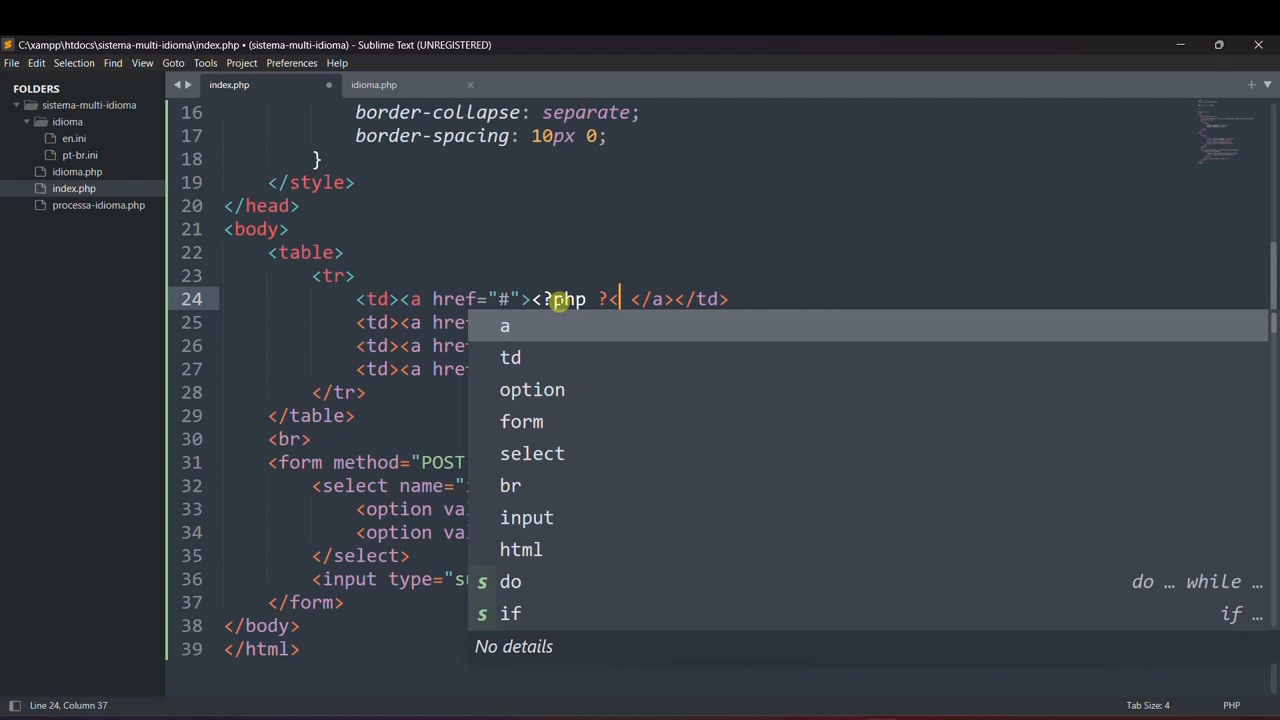 C:\xampp\htdocs\sistema-multi-idioma\index.php • (sistema-multi-idioma) - Sublime Text (UNREGISTERED)
File Edit Selection Find View Goto Tools Project Preferences Help
FOLDERS
sistema-multi-idioma
idioma
en.ini
pt-br.ini
idioma.php
index.php
processa-idioma.php
index.php idioma.php
16 border-collapse: separate;
17 border-spacing: 10px 0;
18 }
19 </style>
20 </head>
21 <body>
22 <table>
23 <tr>
24 <td><a href="#"><?php ?< </a></td>
25 <td><a hre
26 <td><a hre
27 <td><a hre
28 </tr>
29 </table>
30 <br>
31 <form method="POST
32 <select name="
33 <option va
34 <option va
35 </select>
36 <input type="su
37 </form>
38 </body>
39 </html>
a
td
option
form
select
br
input
html
s do do … while …
s if if …
No details
Line 24, Column 37 Tab Size: 4 PHP